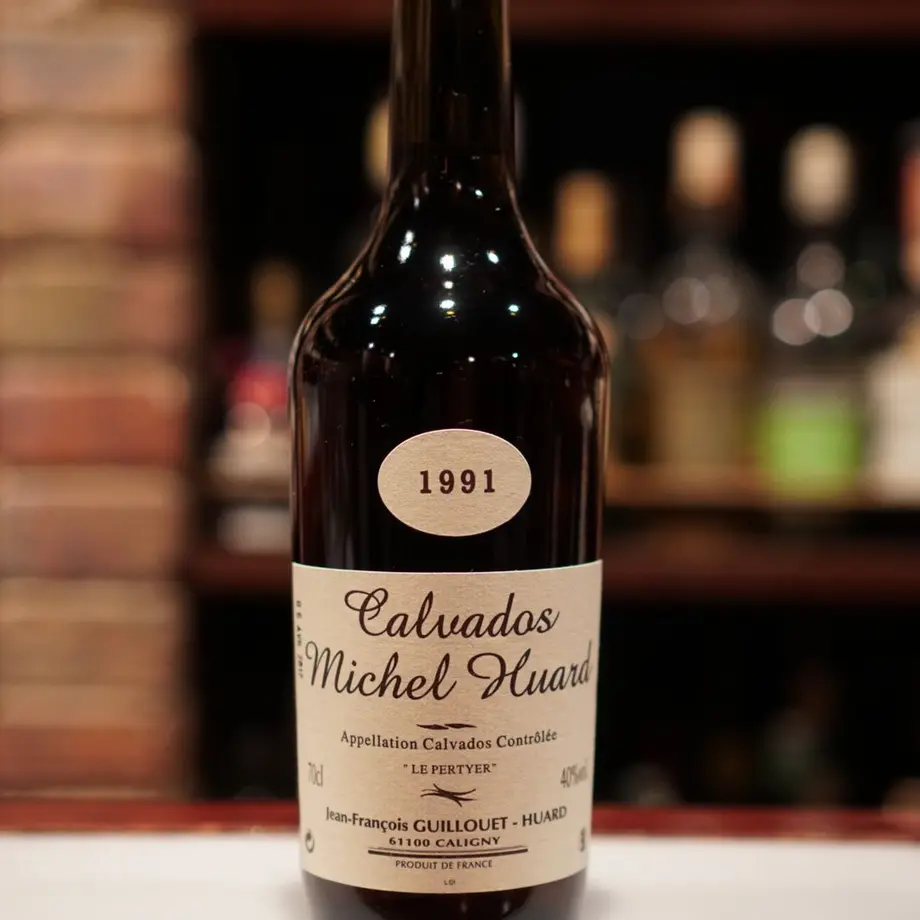 1991
Calvados
Michel Huard
Appellation Calvados Contrôlée
"LE PERTYER"
70cl
40%vol.
Jean-François GUILLOUET - HUARD
61100 CALIGNY
PRODUIT DE FRANCE